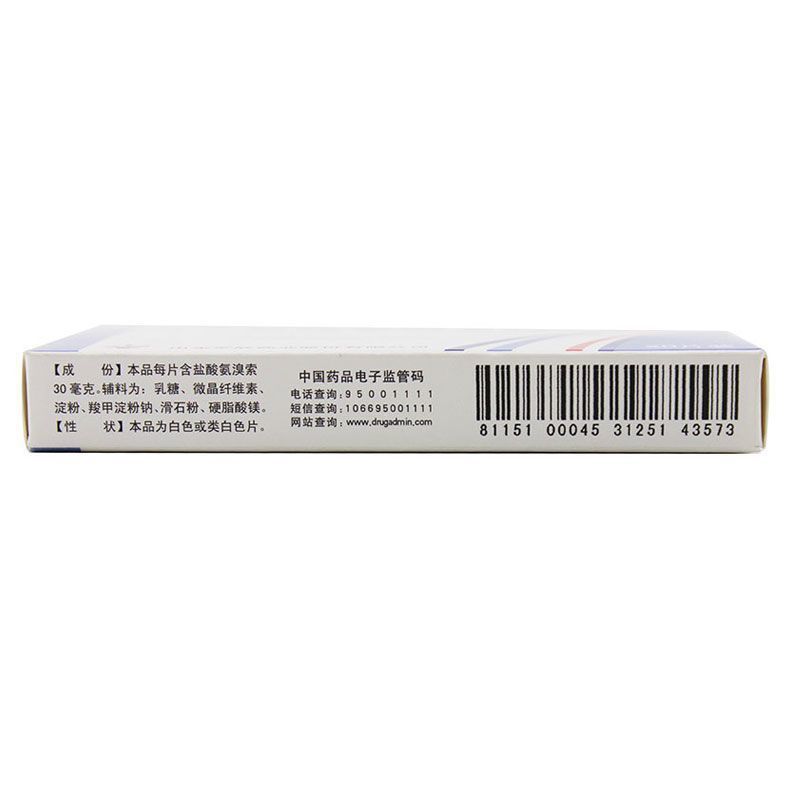 【成　份】本品每片含盐酸氨溴索
30毫克。辅料为：乳糖、微晶纤维素、
淀粉、羧甲淀粉钠、滑石粉、硬脂酸镁。
【性　状】本品为白色或类白色片。
中国药品电子监管码
电话查询:95001111
短信查询:106695001111
网站查询:www.drugadmin.com
81151 00045 31251 43573